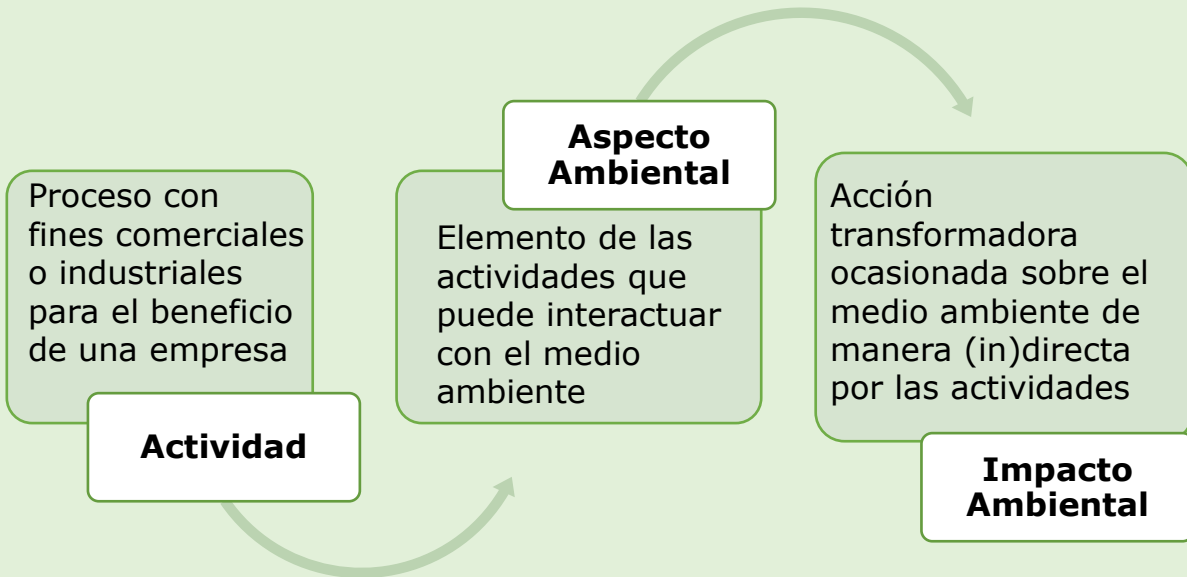 Proceso con
fines comerciales
o industriales
para el beneficio
de una empresa
Actividad
Aspecto
Ambiental
Elemento de las
actividades que
puede interactuar
con el medio
ambiente
Acción
transformadora
ocasionada sobre el
medio ambiente de
manera (in)directa
por las actividades
Impacto
Ambiental